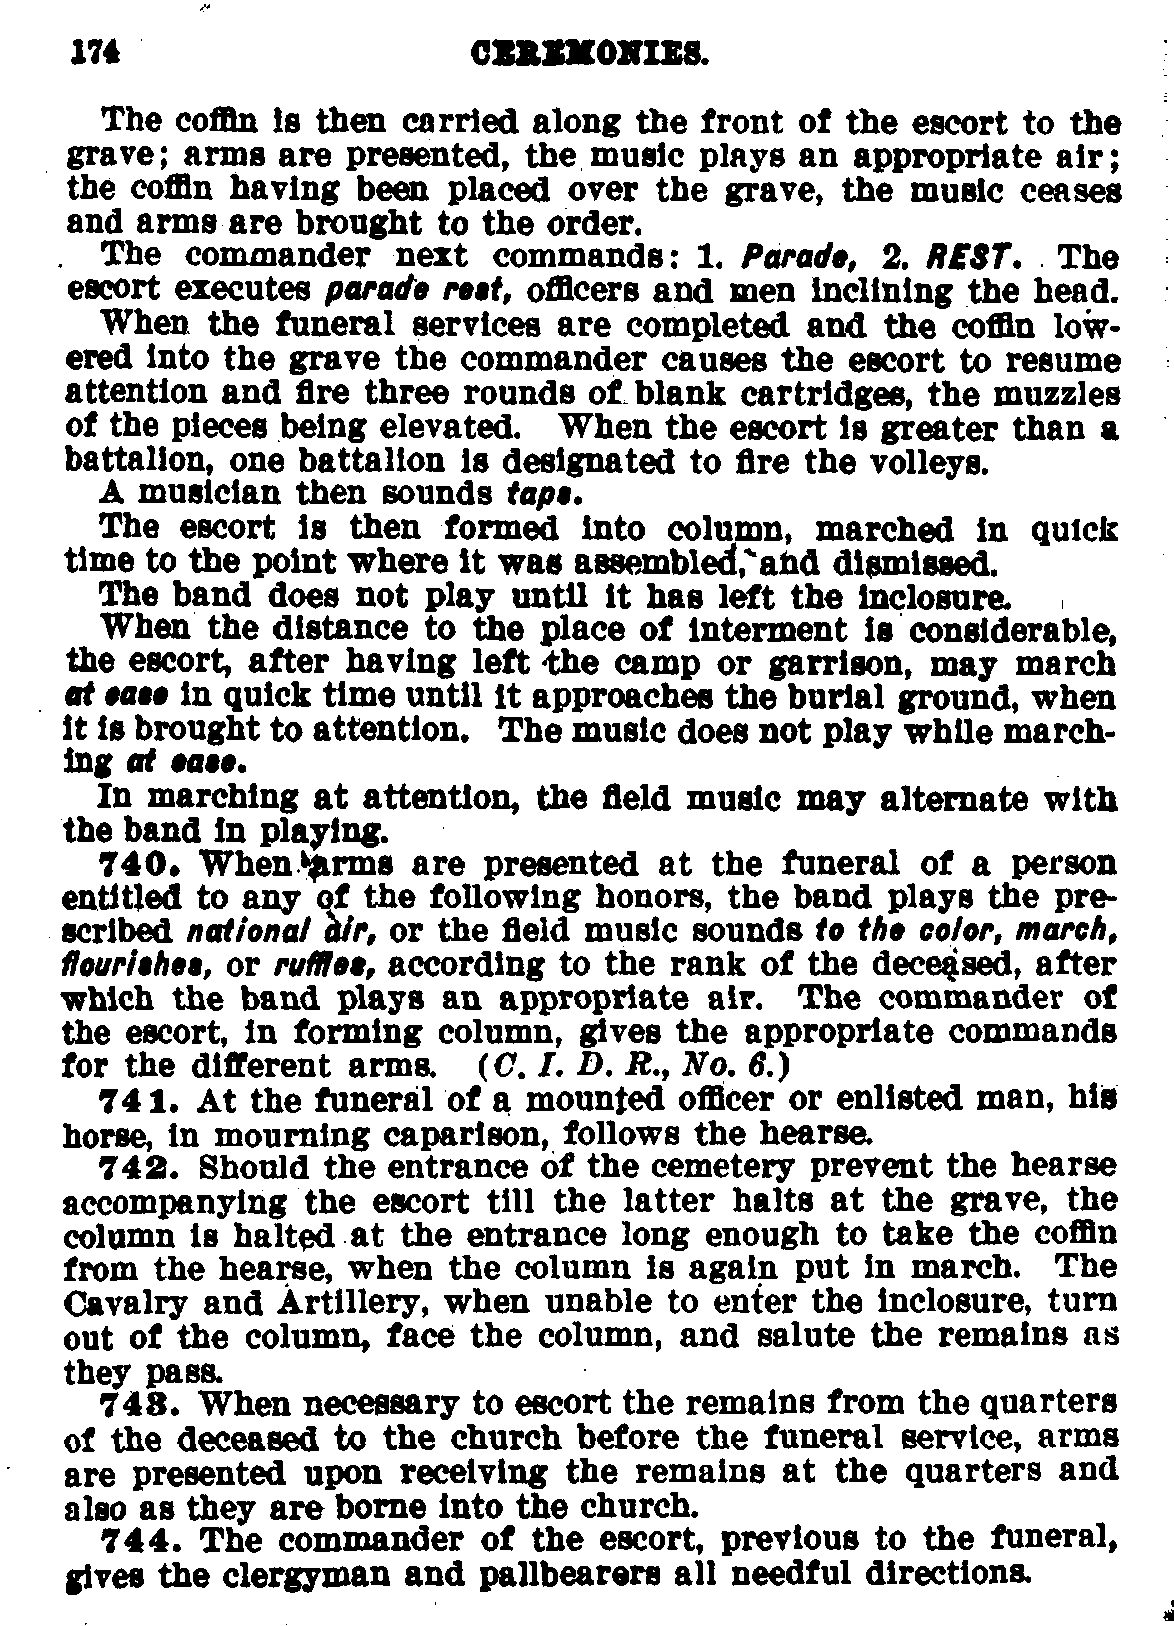 174 CEREMONIES.
The coffin is then carried along the front of the escort to the
grave; arms are presented, the music plays an appropriate air;
the coffin having been placed over the grave, the music ceases
and arms are brought to the order.
The commander next commands: 1. Parade, 2. REST. The
escort executes parade rest, officers and men inclining the head.
When the funeral services are completed and the coffin low-
ered into the grave the commander causes the escort to resume
attention and fire three rounds of blank cartridges, the muzzles
of the pieces being elevated. When the escort is greater than a
battalion, one battalion is designated to fire the volleys.
A musician then sounds taps.
The escort is then formed into column, marched in quick
time to the point where it was assembled, and dismissed.
The band does not play until it has left the inclosure.
When the distance to the place of interment is considerable,
the escort, after having left the camp or garrison, may march
at ease in quick time until it approaches the burial ground, when
it is brought to attention. The music does not play while march-
ing at ease.
In marching at attention, the field music may alternate with
the band in playing.
740. When arms are presented at the funeral of a person
entitled to any of the following honors, the band plays the pre-
scribed national air, or the field music sounds to the color, march,
flourishes, or ruffles, according to the rank of the deceased, after
which the band plays an appropriate air. The commander of
the escort, in forming column, gives the appropriate commands
for the different arms. (C. I. D. R., No. 6.)
741. At the funeral of a mounted officer or enlisted man, his
horse, in mourning caparison, follows the hearse.
742. Should the entrance of the cemetery prevent the hearse
accompanying the escort till the latter halts at the grave, the
column is halted at the entrance long enough to take the coffin
from the hearse, when the column is again put in march. The
Cavalry and Artillery, when unable to enter the inclosure, turn
out of the column, face the column, and salute the remains as
they pass.
743. When necessary to escort the remains from the quarters
of the deceased to the church before the funeral service, arms
are presented upon receiving the remains at the quarters and
also as they are borne into the church.
744. The commander of the escort, previous to the funeral,
gives the clergyman and pallbearers all needful directions.